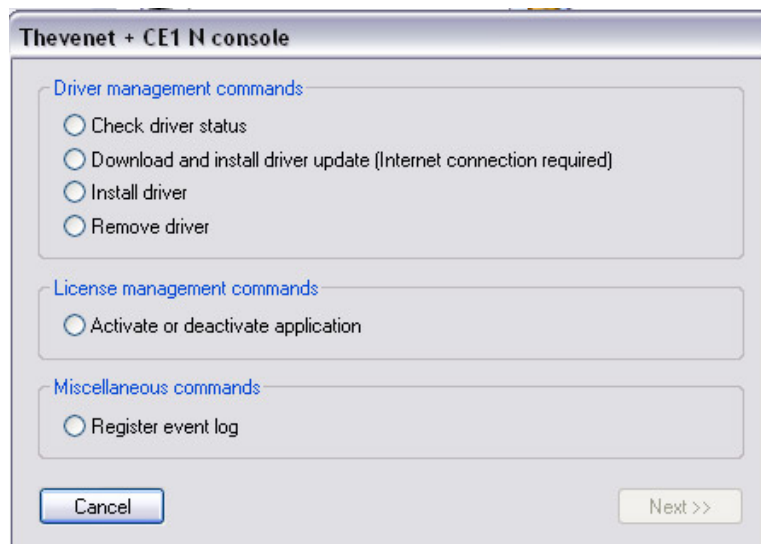 Thevenet + CE1 N console
Driver management commands
Check driver status
Download and install driver update (Internet connection required)
Install driver
Remove driver
License management commands
Activate or deactivate application
Miscellaneous commands
Register event log
Cancel
Next >>